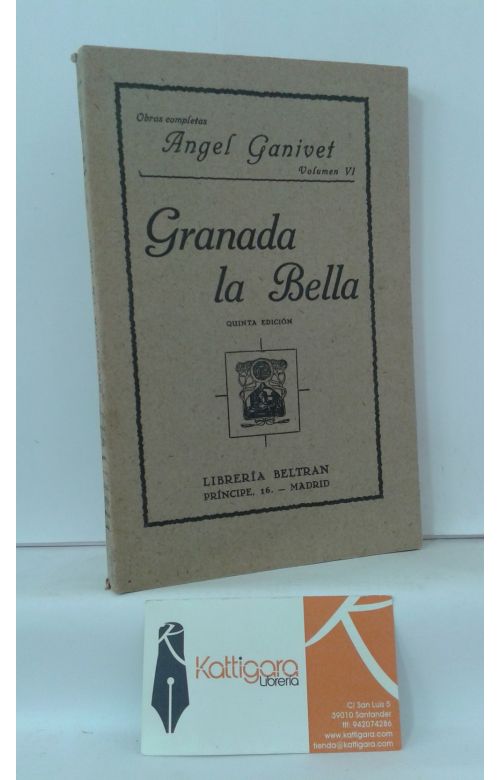 Obras completas
Angel Ganivet
Volumen VI
Granada
la Bella
QUINTA EDICIÓN
LIBRERÍA BELTRAN
PRÍNCIPE, 16. — MADRID
Kattigara
Librería
C/ San Luis 5
39010 Santander
tlf: 942074286
www.kattigara.com
tienda@kattigara.com